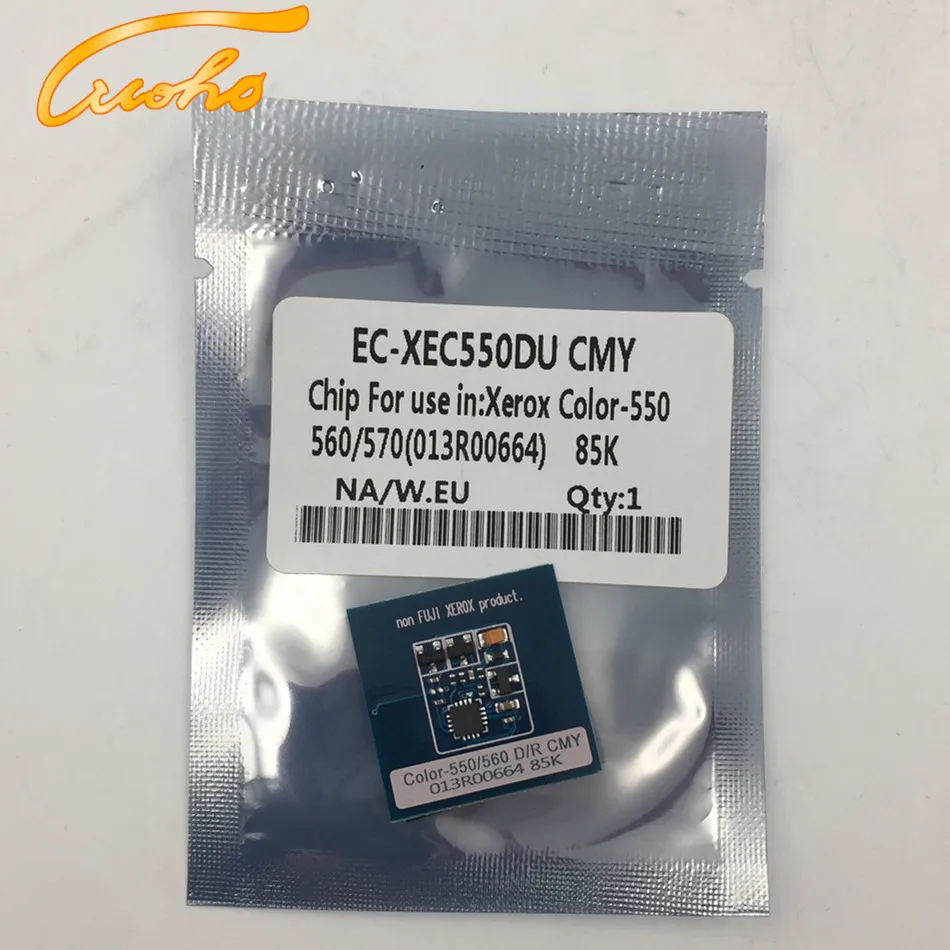 Cruoho
EC-XEC550DU CMY
Chip For use in:Xerox Color-550
560/570(013R00664) 85K
NA/W.EU Qty:1
non FUJI XEROX product.
Color-550/560 D/R CMY
013R00664 85K